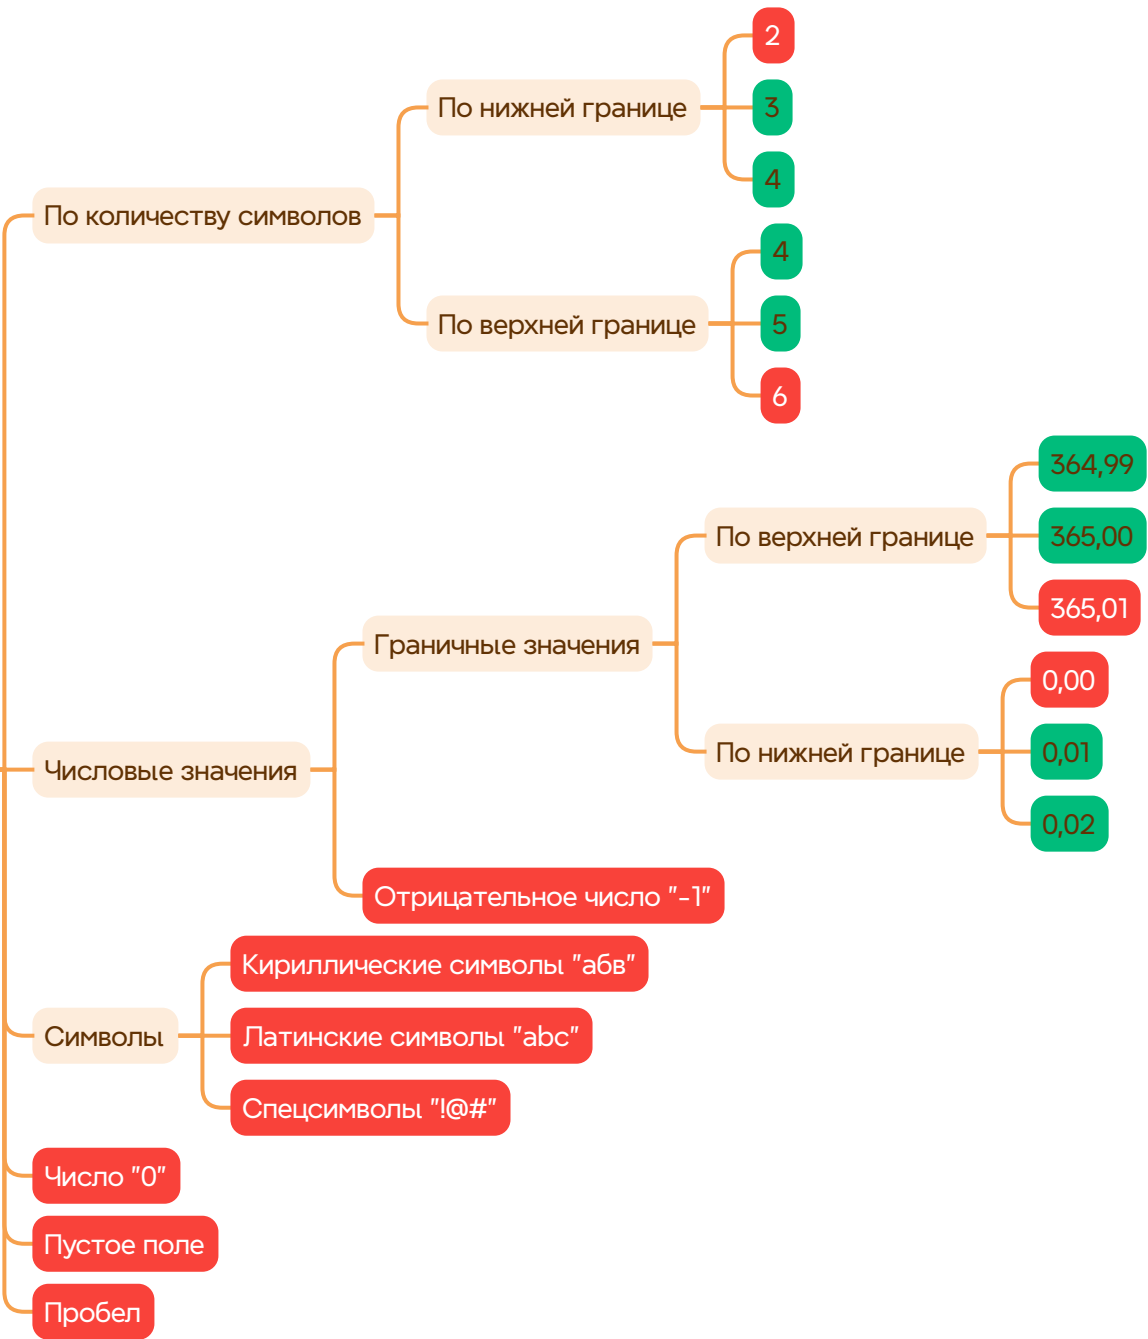 2
По нижней границе
3
4
По количеству символов
4
По верхней границе
5
6
364,99
По верхней границе
365,00
365,01
Граничные значения
0,00
По нижней границе
0,01
Числовые значения
0,02
Отрицательное число "-1"
Кириллические символы "абв"
Символы
Латинские символы "abc"
Спецсимволы "!@#"
Число "0"
Пустое поле
Пробел